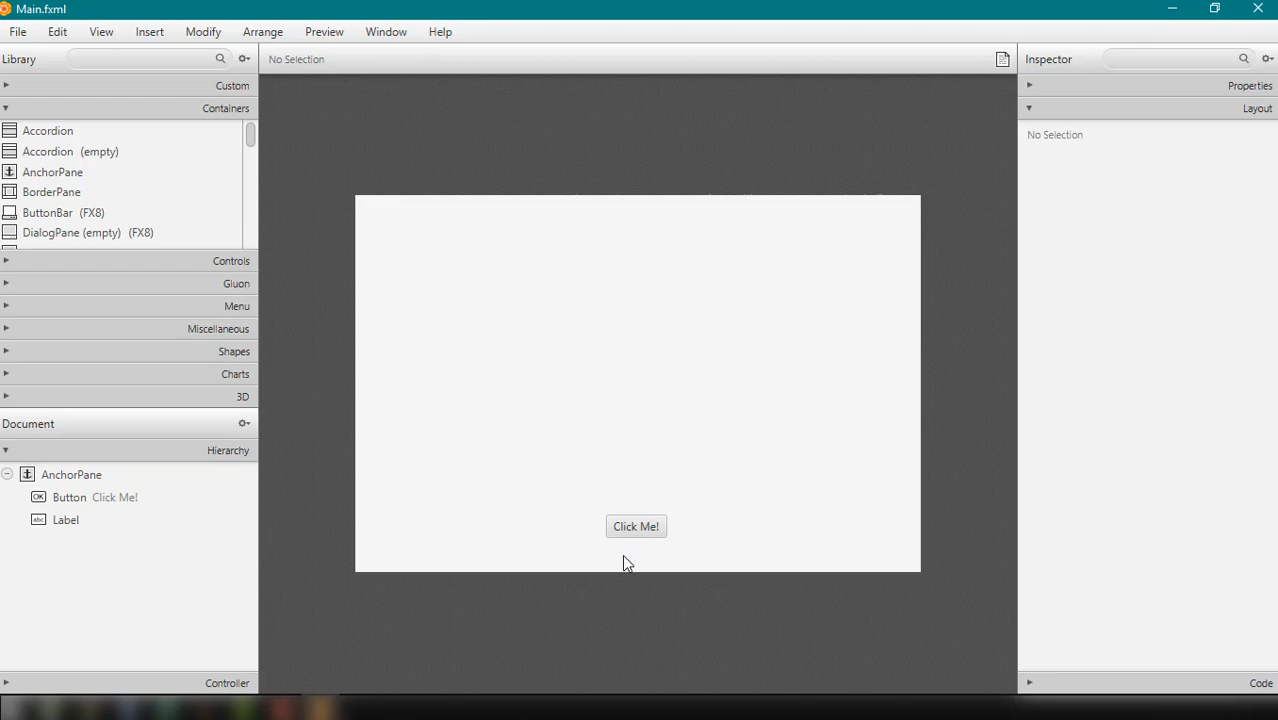 Main.fxml
File Edit View Insert Modify Arrange Preview Window Help
Library
No Selection
Inspector
Custom
Containers
Accordion
Accordion (empty)
AnchorPane
BorderPane
ButtonBar (FX8)
DialogPane (empty) (FX8)
Controls
Gluon
Menu
Miscellaneous
Shapes
Charts
3D
Document
Hierarchy
AnchorPane
OK Button Click Me!
abc Label
Controller
Click Me!
Properties
Layout
No Selection
Code